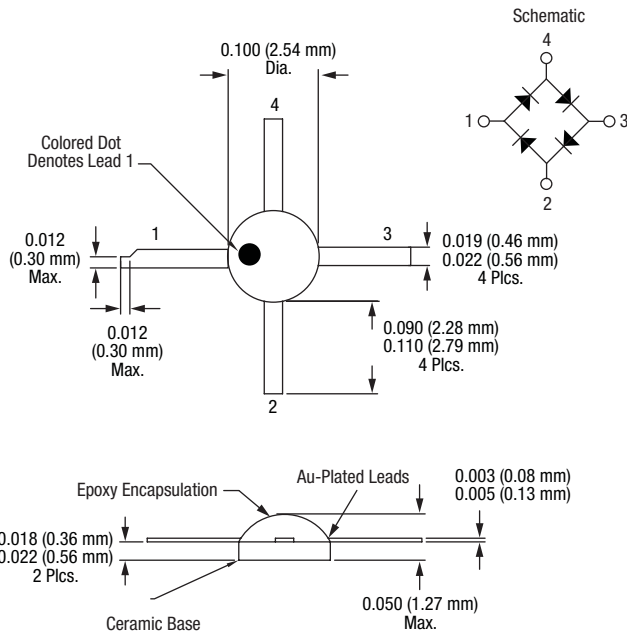 Schematic
4
1
3
2
0.100 (2.54 mm)
Dia.
4
Colored Dot
Denotes Lead 1
1
3
0.012
(0.30 mm)
Max.
0.019 (0.46 mm)
0.022 (0.56 mm)
4 Plcs.
0.012
(0.30 mm)
Max.
0.090 (2.28 mm)
0.110 (2.79 mm)
4 Plcs.
2
Epoxy Encapsulation
Au-Plated Leads
0.003 (0.08 mm)
0.005 (0.13 mm)
0.018 (0.36 mm)
0.022 (0.56 mm)
2 Plcs.
0.050 (1.27 mm)
Max.
Ceramic Base